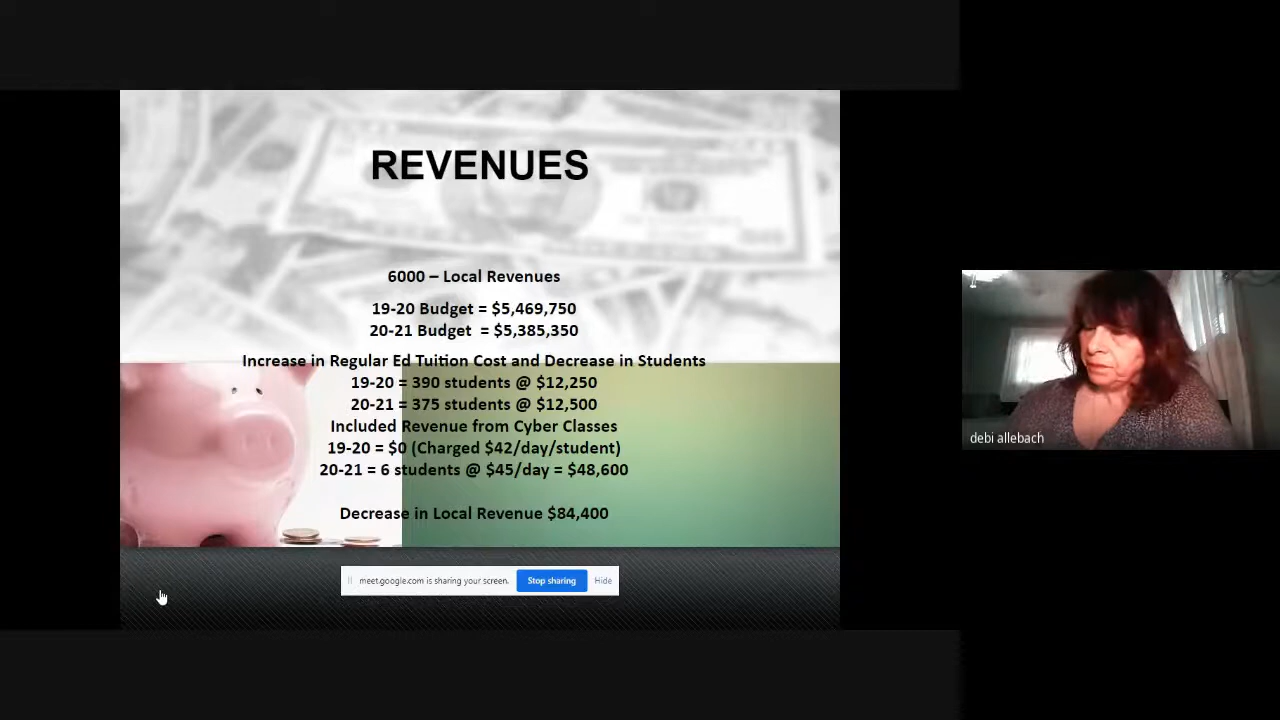 REVENUES
6000 – Local Revenues
19-20 Budget = $5,469,750
20-21 Budget = $5,385,350
Increase in Regular Ed Tuition Cost and Decrease in Students
19-20 = 390 students @ $12,250
20-21 = 375 students @ $12,500
Included Revenue from Cyber Classes
19-20 = $0 (Charged $42/day/student)
20-21 = 6 students @ $45/day = $48,600
Decrease in Local Revenue $84,400
meet.google.com is sharing your screen.
Stop sharing
Hide
debi allebach